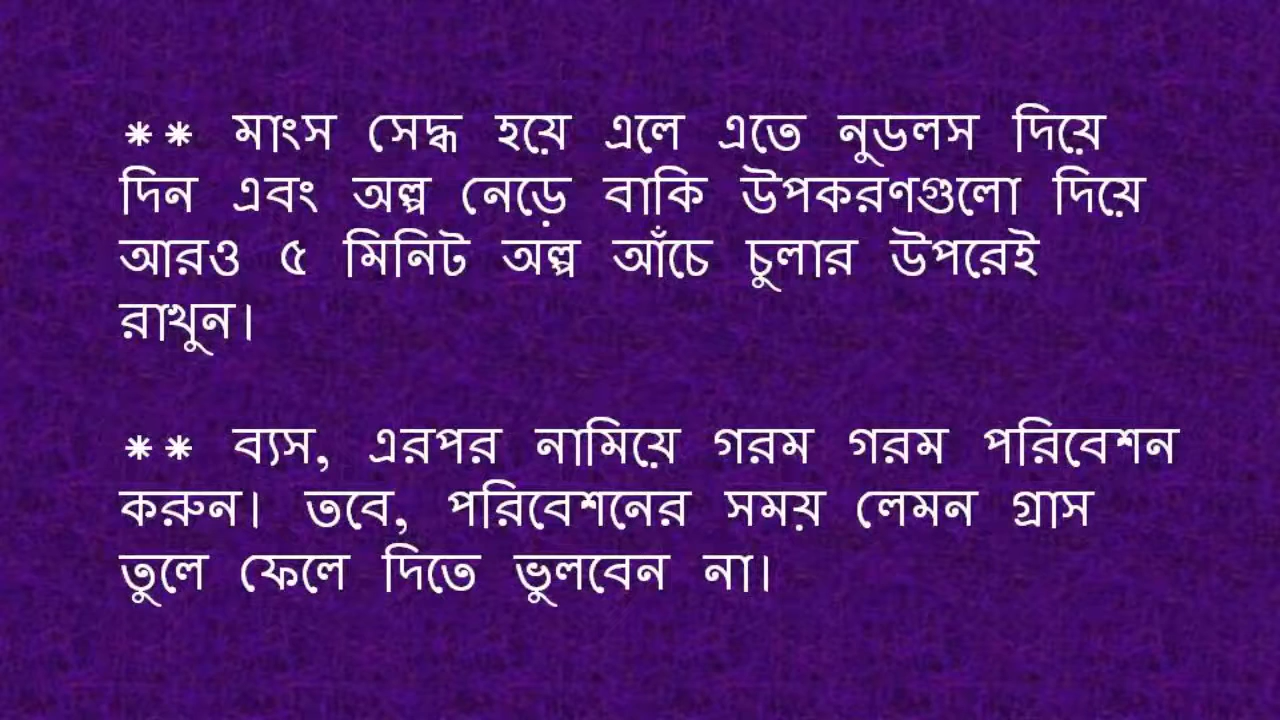 ** মাংস সেদ্ধ হয়ে এলে এতে নুডলস দিয়ে
দিন এবং অল্প নেড়ে বাকি উপকরণগুলো দিয়ে
আরও ৫ মিনিট অল্প আঁচে চুলার উপরেই
রাখুন।
** ব্যস, এরপর নামিয়ে গরম গরম পরিবেশন
করুন। তবে, পরিবেশনের সময় লেমন গ্রাস
তুলে ফেলে দিতে ভুলবেন না।